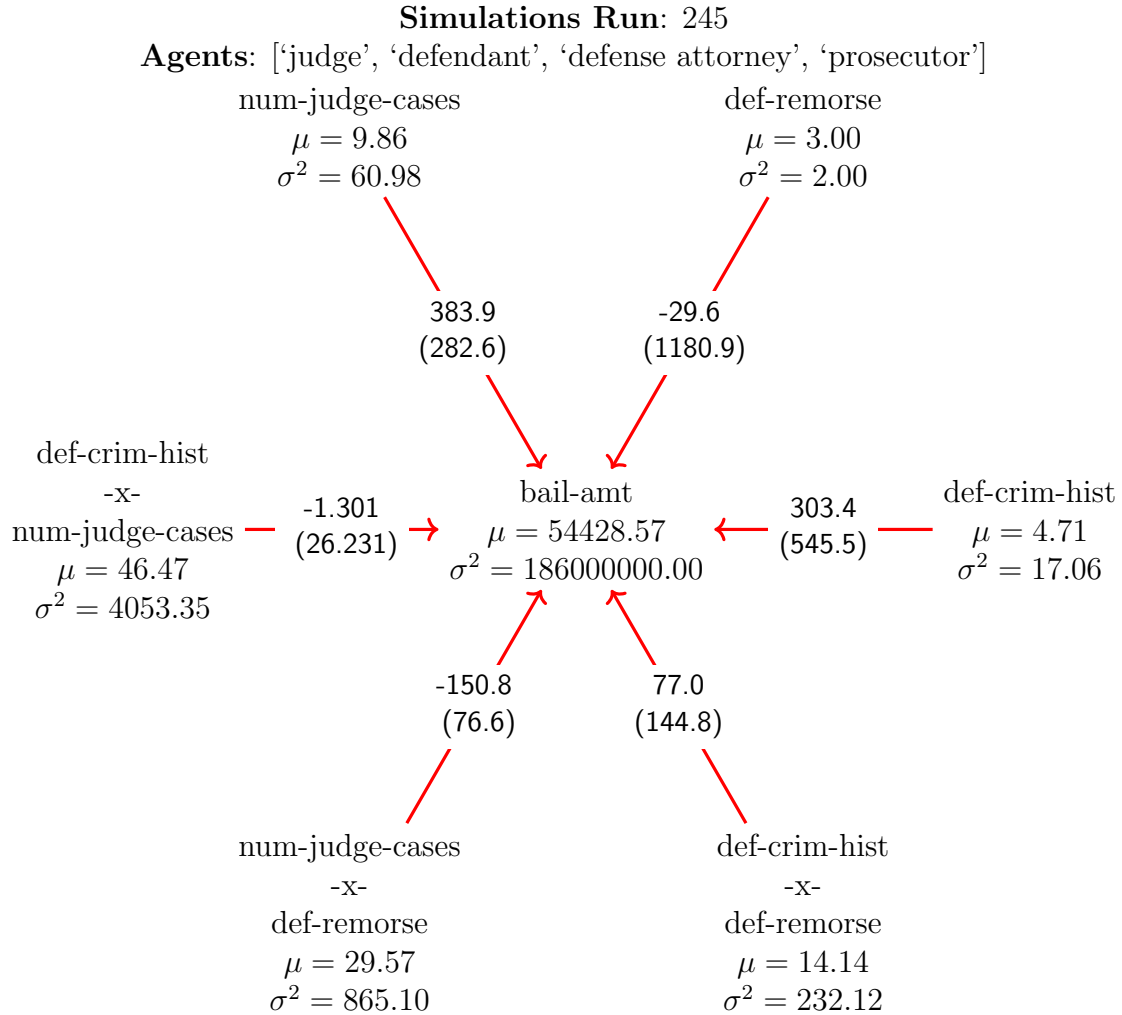 Simulations Run: 245
Agents: [‘judge’, ‘defendant’, ‘defense attorney’, ‘prosecutor’]
num-judge-cases
μ = 9.86
σ² = 60.98
def-remorse
μ = 3.00
σ² = 2.00
383.9
(282.6)
-29.6
(1180.9)
def-crim-hist
-x-
num-judge-cases
μ = 46.47
σ² = 4053.35
-1.301
(26.231)
bail-amt
μ = 54428.57
σ² = 186000000.00
303.4
(545.5)
def-crim-hist
μ = 4.71
σ² = 17.06
-150.8
(76.6)
77.0
(144.8)
num-judge-cases
-x-
def-remorse
μ = 29.57
σ² = 865.10
def-crim-hist
-x-
def-remorse
μ = 14.14
σ² = 232.12